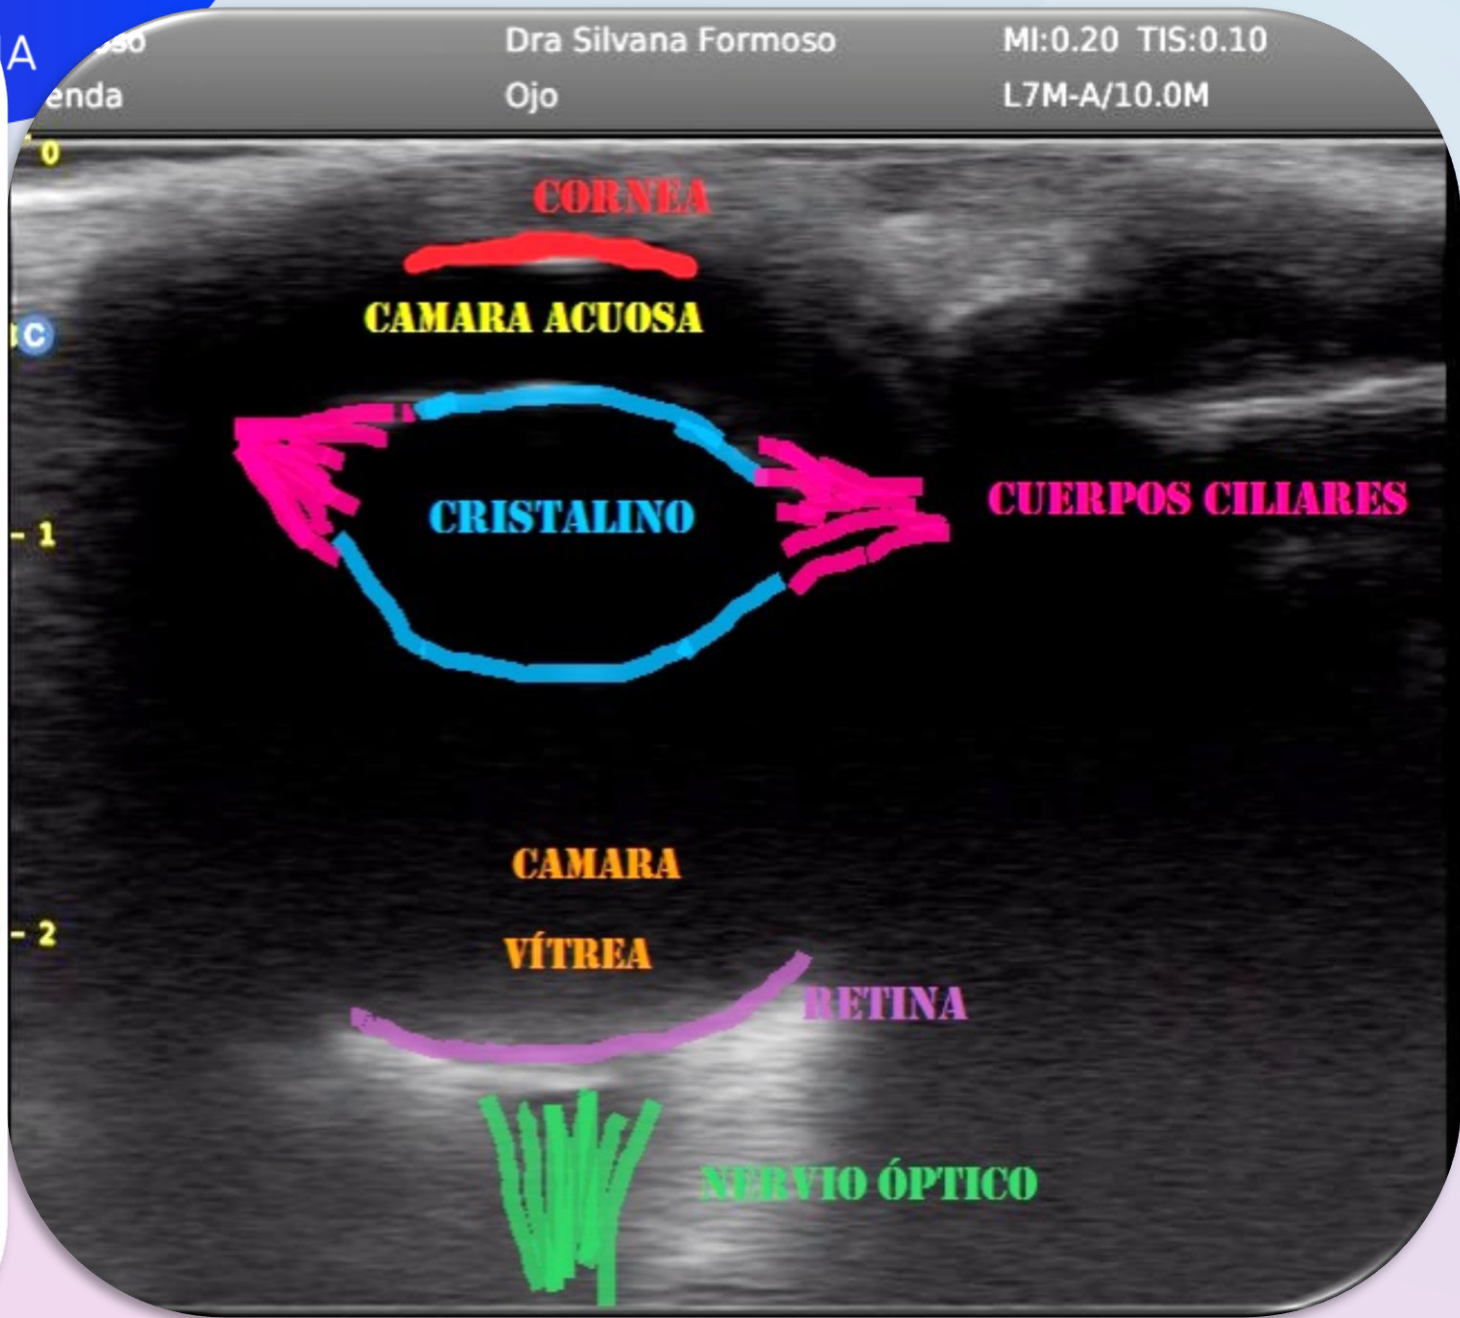 A
Dra Silvana Formoso
MI:0.20 TIS:0.10
enda
Ojo
L7M-A/10.0M
0
CORNEA
CAMARA ACUOSA
C
CRISTALINO
CUERPOS CILIARES
1
CAMARA
2
VÍTREA
RETINA
NERVIO ÓPTICO